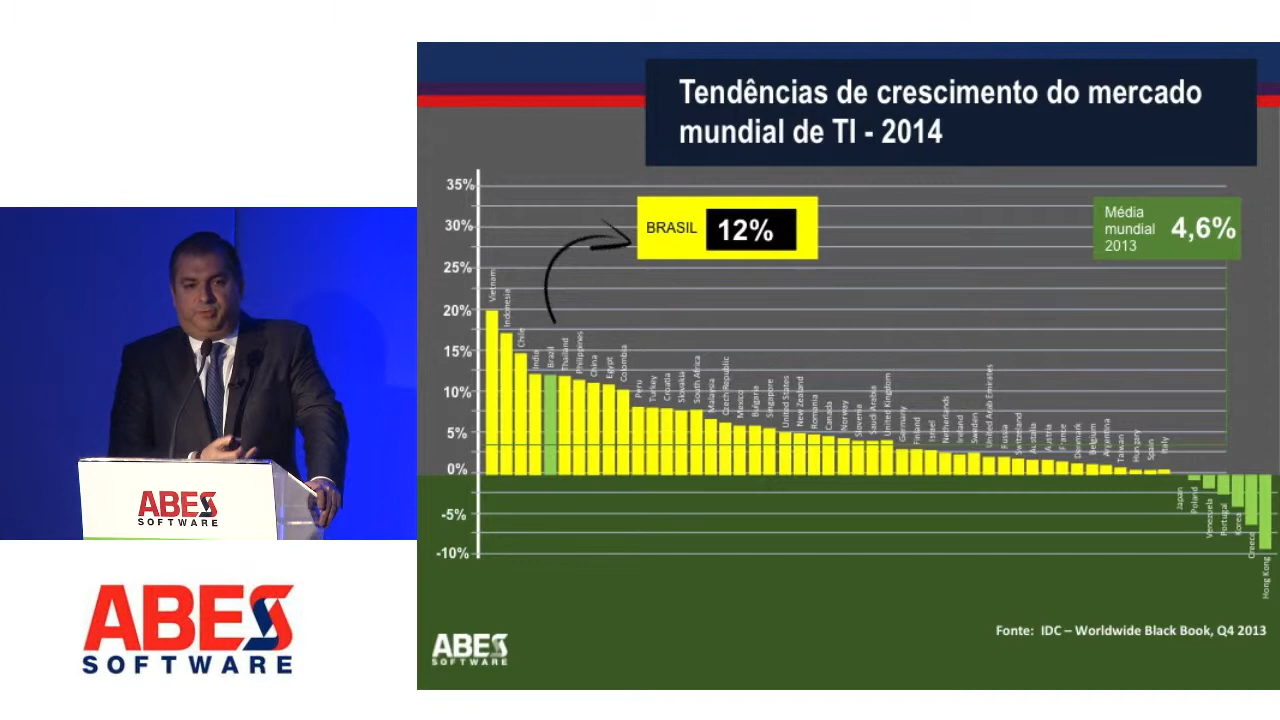 Tendências de crescimento do mercado
mundial de TI - 2014
35%
30%
25%
20%
15%
10%
5%
0%
-5%
-10%
BRASIL 12%
Média
mundial
2013
4,6%
Vietnam
Indonesia
Chile
India
Brazil
Thailand
Philippines
China
Egypt
Colombia
Peru
Turkey
Croatia
Slovakia
South Africa
Malaysia
Czech Republic
Mexico
Bulgaria
Singapore
United States
New Zealand
Romania
Canada
Norway
Slovenia
Saudi Arabia
United Kingdom
Germany
Finland
Israel
Netherlands
Ireland
Sweden
United Arab Emirates
Russia
Switzerland
Australia
Austria
France
Denmark
Belgium
Argentina
Taiwan
Hungary
Spain
Italy
Japan
Poland
Venezuela
Portugal
Korea
Greece
Hong Kong
Fonte: IDC – Worldwide Black Book, Q4 2013
ABES
SOFTWARE
ABES
SOFTWARE
ABES
SOFTWARE